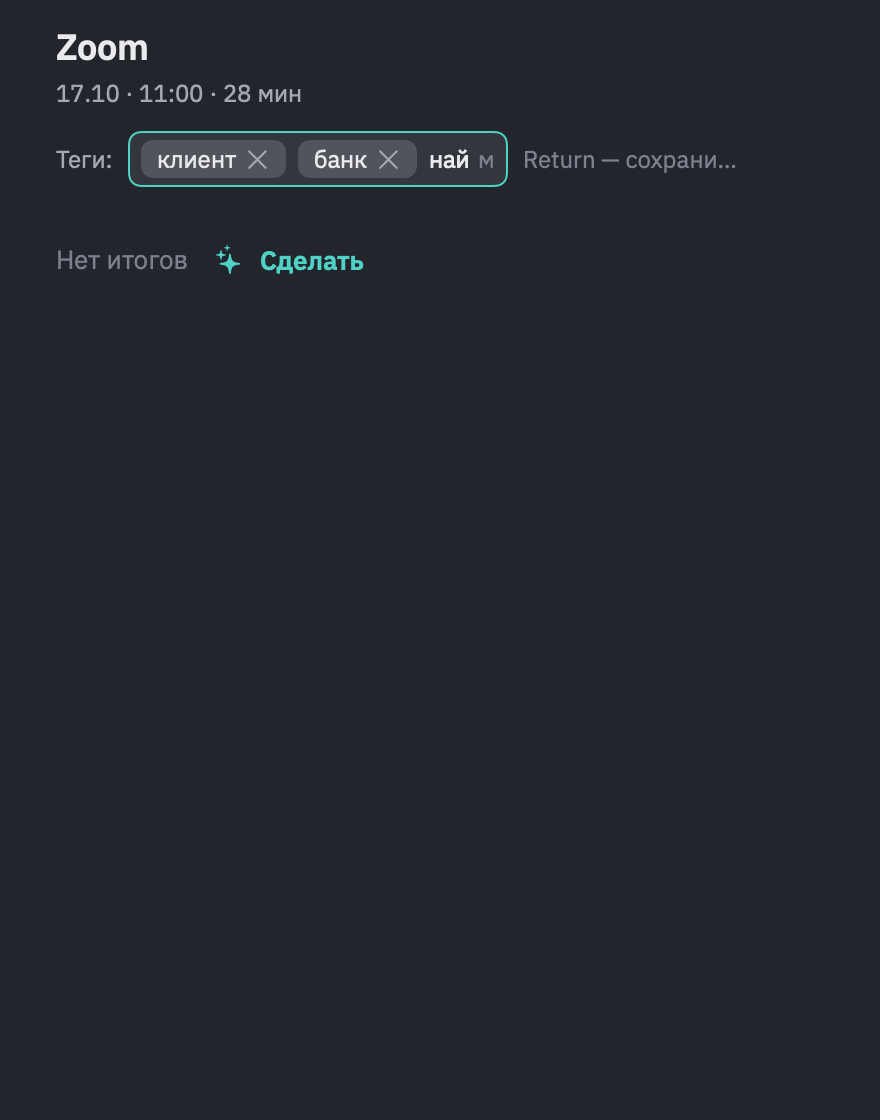 Zoom
17.10 · 11:00 · 28 мин
Теги: клиент банк най м Return — сохрани…
Нет итогов Сделать